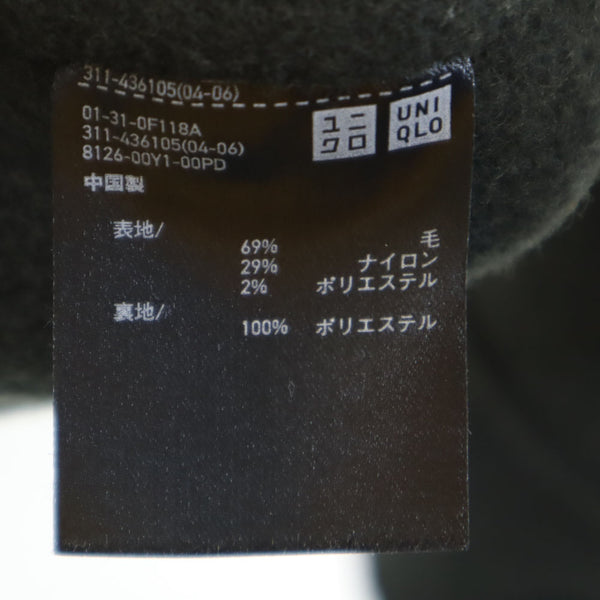 311-436105(04-06)
01-31-0F118A
311-436105(04-06)
8126-00Y1-00PD
中国製
ユニ
クロ
UNI
QLO
表地/
69% 毛
29% ナイロン
2% ポリエステル
裏地/
100% ポリエステル